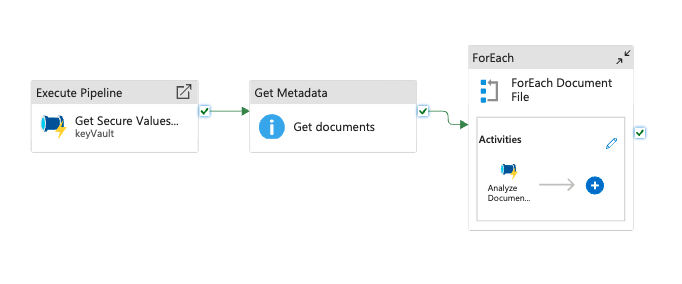 Execute Pipeline
Get Secure Values...
keyVault
Get Metadata
Get documents
ForEach
ForEach Document
File
Activities
Analyze
Documen...